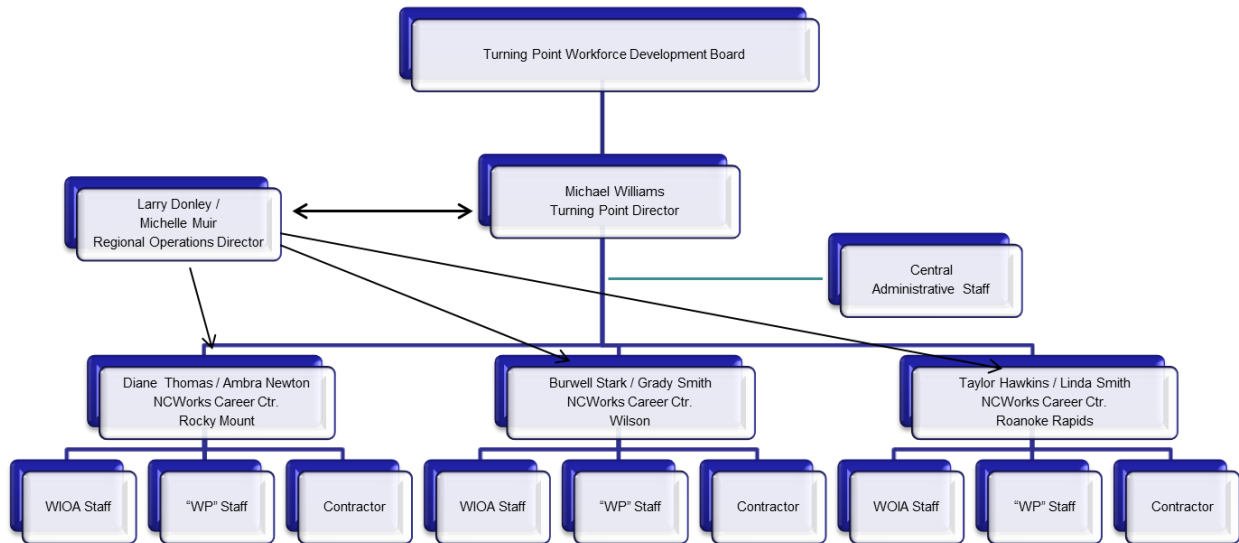 Turning Point Workforce Development Board
Michael Williams
Turning Point Director
Larry Donley /
Michelle Muir
Regional Operations Director
Central
Administrative Staff
Diane Thomas / Ambra Newton
NCWorks Career Ctr.
Rocky Mount
Burwell Stark / Grady Smith
NCWorks Career Ctr.
Wilson
Taylor Hawkins / Linda Smith
NCWorks Career Ctr.
Roanoke Rapids
WIOA Staff
“WP” Staff
Contractor
WIOA Staff
“WP” Staff
Contractor
WOIA Staff
“WP” Staff
Contractor